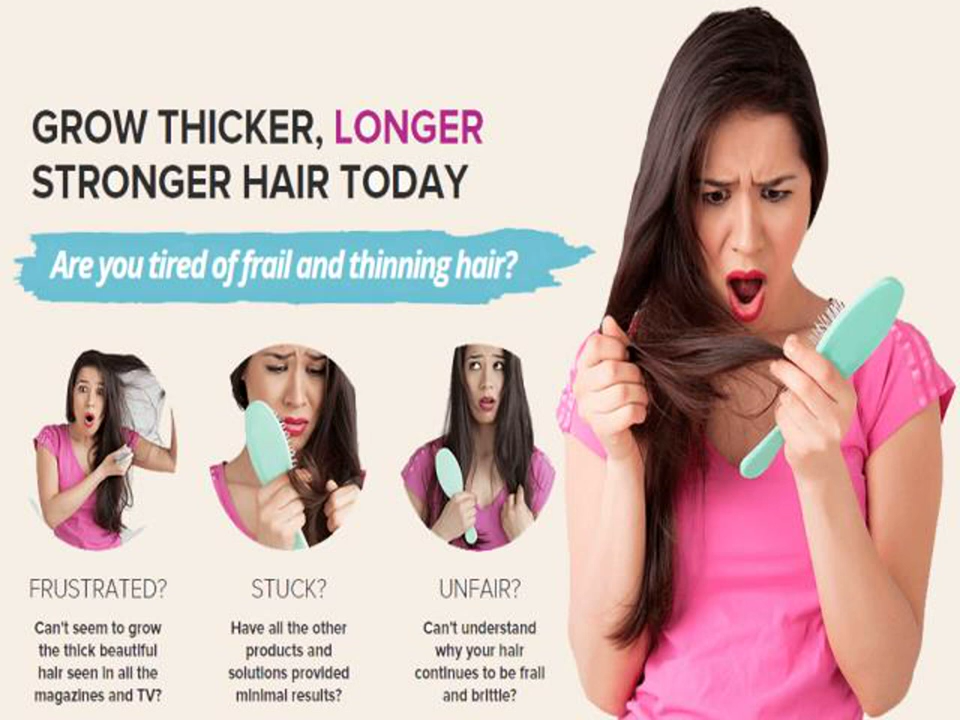 GROW THICKER, LONGER
STRONGER HAIR TODAY
Are you tired of frail and thinning hair?
FRUSTRATED?
Can't seem to grow
the thick beautiful
hair seen in all the
magazines and TV?
STUCK?
Have all the other
products and
solutions provided
minimal results?
UNFAIR?
Can't understand
why your hair
continues to be frail
and brittle?